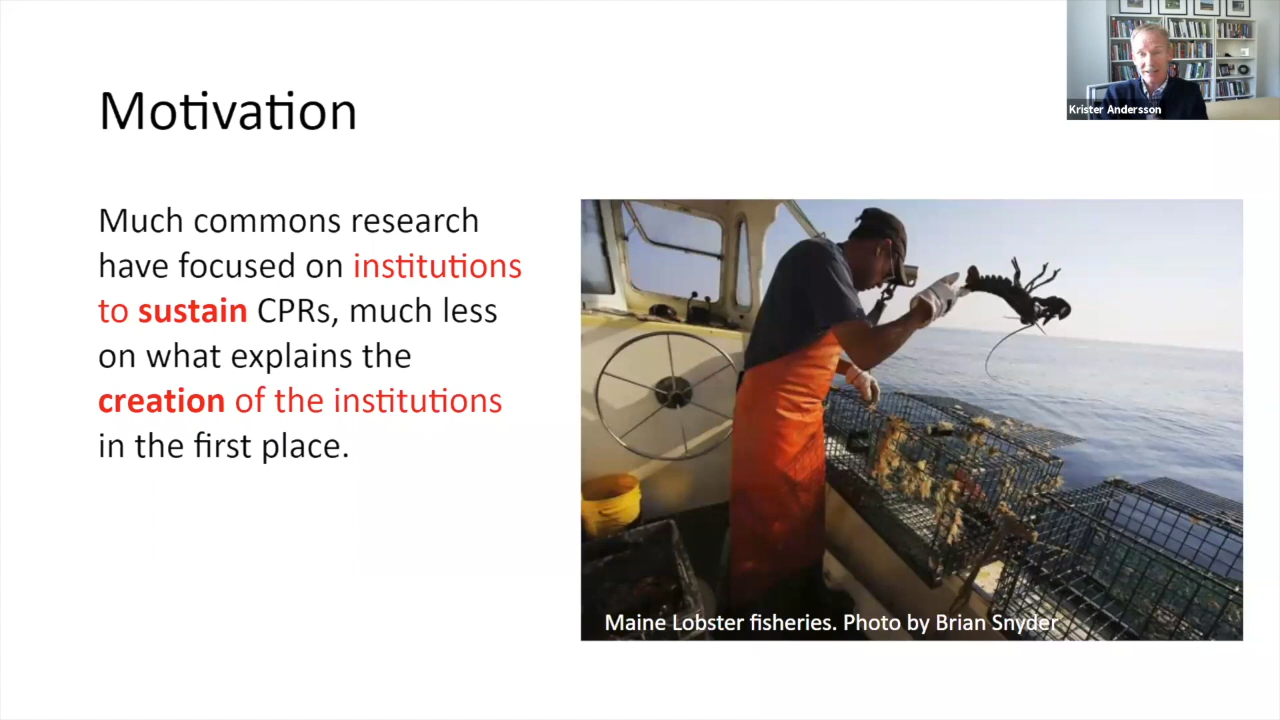 Motivation
Krister Andersson
Much commons research
have focused on institutions
to sustain CPRs, much less
on what explains the
creation of the institutions
in the first place.
Maine Lobster fisheries. Photo by Brian Snyder